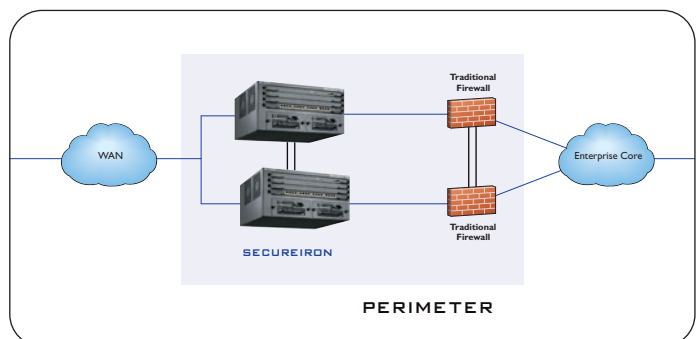 Traditional
Firewall
WAN
Enterprise Core
Traditional
Firewall
SECUREIRON
PERIMETER